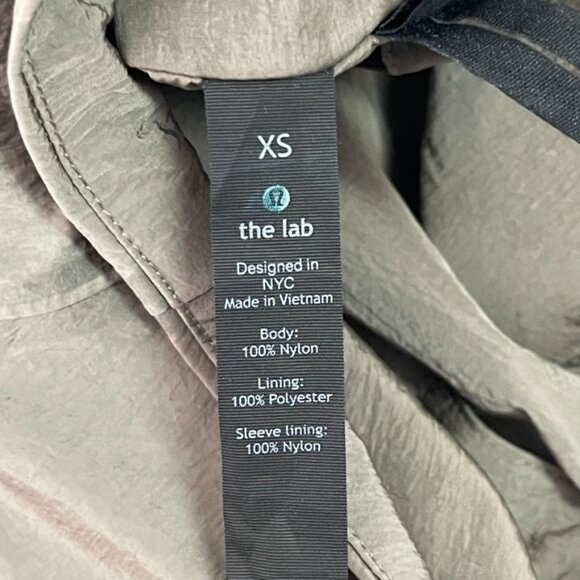 XS
the lab
Designed in
NYC
Made in Vietnam
Body:
100% Nylon
Lining:
100% Polyester
Sleeve lining:
100% Nylon